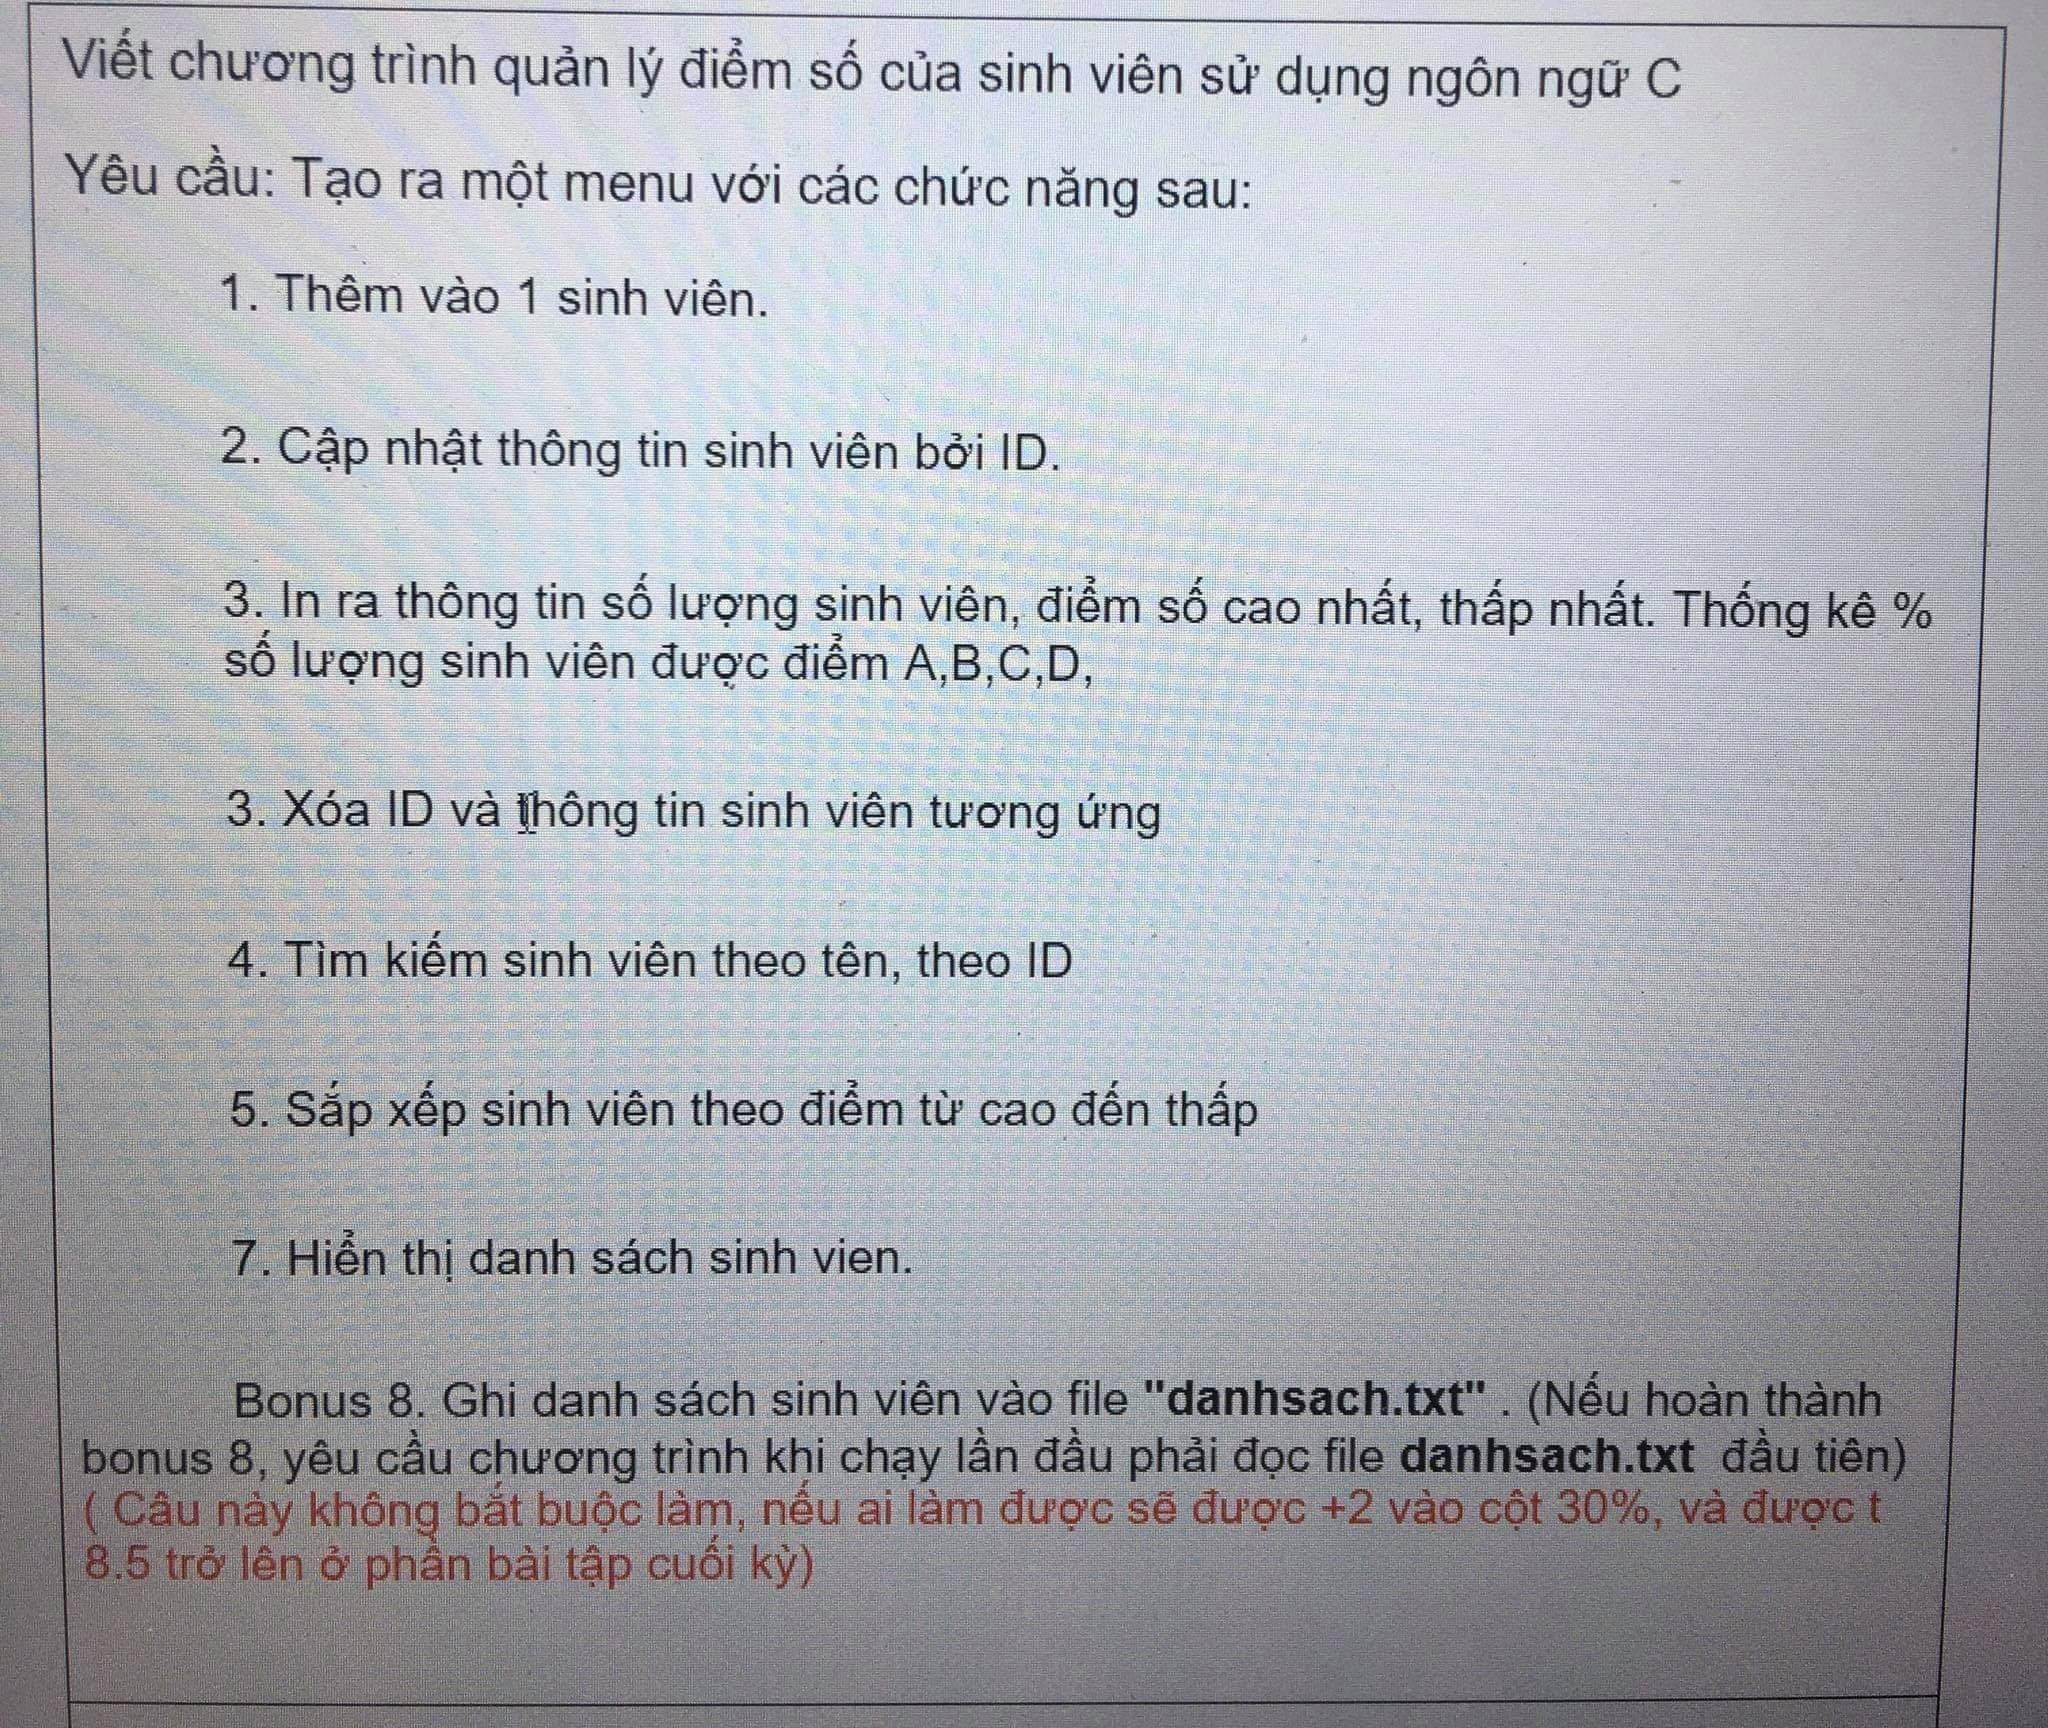 Viết chương trình quản lý điểm số của sinh viên sử dụng ngôn ngữ C
Yêu cầu: Tạo ra một menu với các chức năng sau:
1. Thêm vào 1 sinh viên.
2. Cập nhật thông tin sinh viên bởi ID.
3. In ra thông tin số lượng sinh viên, điểm số cao nhất, thấp nhất. Thống kê %
số lượng sinh viên được điểm A,B,C,D,
3. Xóa ID và thông tin sinh viên tương ứng
4. Tìm kiếm sinh viên theo tên, theo ID
5. Sắp xếp sinh viên theo điểm từ cao đến thấp
7. Hiển thị danh sách sinh vien.
Bonus 8. Ghi danh sách sinh viên vào file "danhsach.txt" . (Nếu hoàn thành
bonus 8, yêu cầu chương trình khi chạy lần đầu phải đọc file danhsach.txt đầu tiên)
( Câu này không bắt buộc làm, nếu ai làm được sẽ được +2 vào cột 30%, và được t
8.5 trở lên ở phần bài tập cuối kỳ)